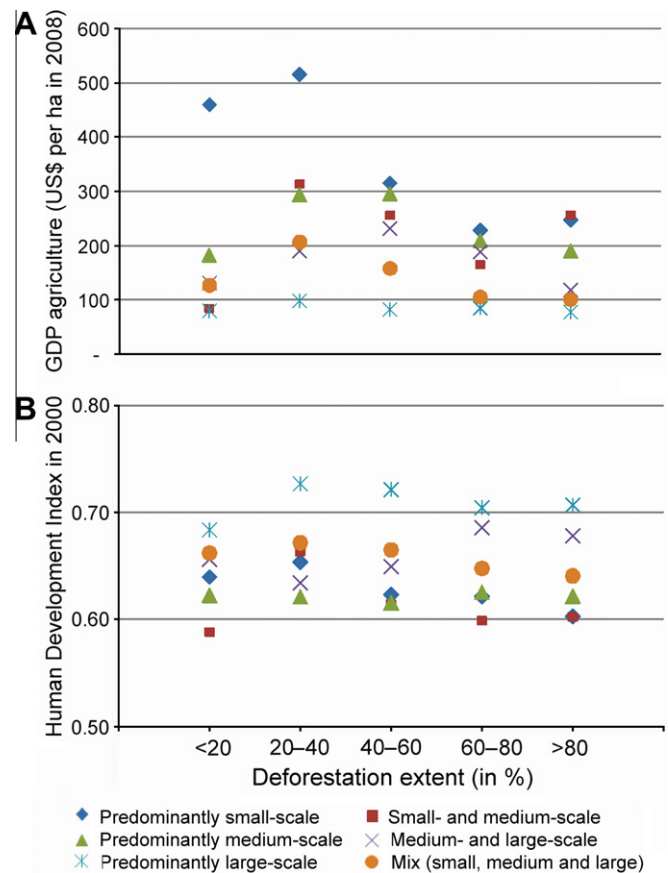 A
GDP agriculture (US$ per ha in 2008)
600
500
400
300
200
100
-
B
Human Development Index in 2000
0.80
0.70
0.60
0.50
<20 20–40 40–60 60–80 >80
Deforestation extent (in %)
Predominantly small-scale Small- and medium-scale
Predominantly medium-scale Medium- and large-scale
Predominantly large-scale Mix (small, medium and large)